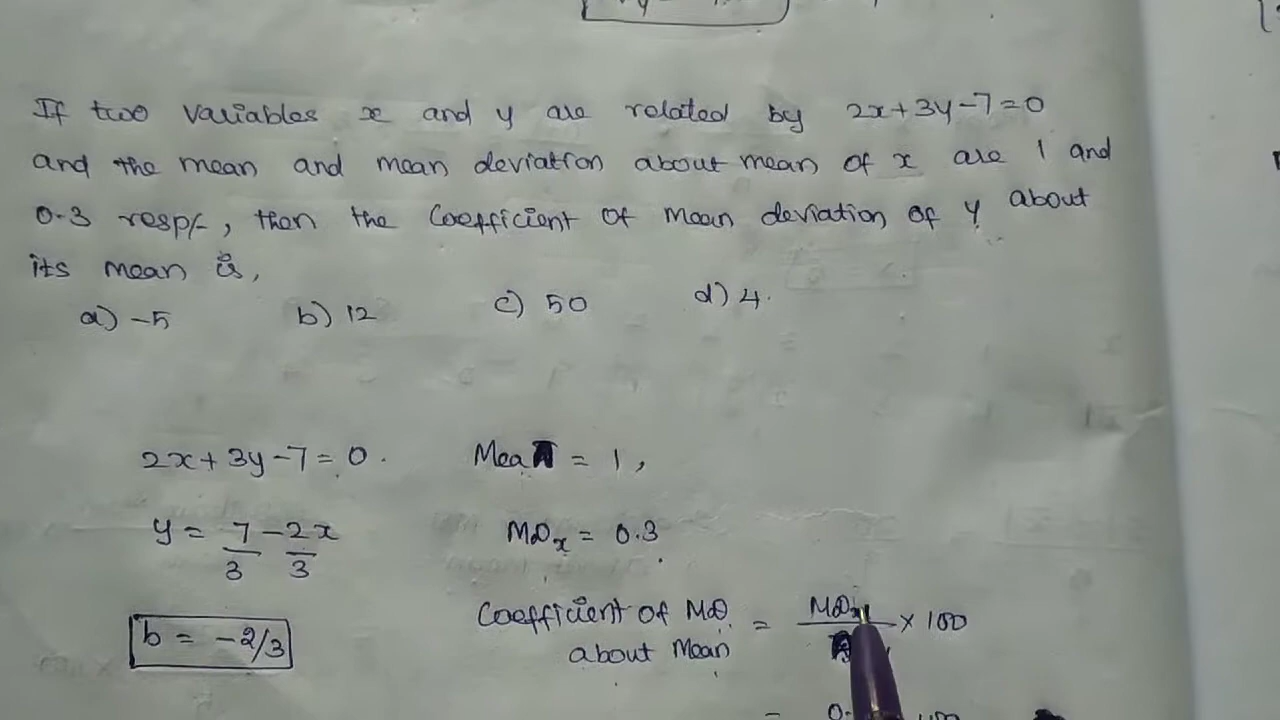 If two variables x and y are related by 2x+3y-7=0
and the mean and mean deviation about mean of x are 1 and
0.3 resp/-, then the Coefficient of mean deviation of y about
its mean is,
a) -5 b) 12 c) 50 d) 4.
2x+3y-7=0. Mean = 1,
y = 7/3 - 2x/3 MDx = 0.3
b = -2/3
Coefficient of MD about Mean = MD × 100